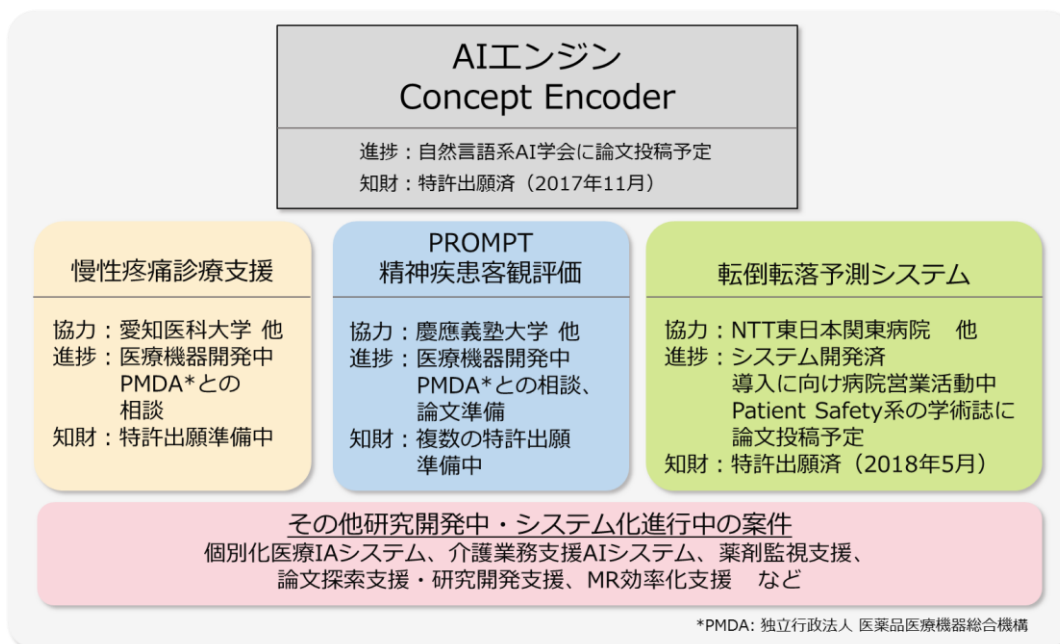 AIエンジン
Concept Encoder
進捗：自然言語系AI学会に論文投稿予定
知財：特許出願済（2017年11月）
慢性疼痛診療支援
協力：愛知医科大学 他
進捗：医療機器開発中
PMDA*との
相談
知財：特許出願準備中
PROMPT
精神疾患客観評価
協力：慶應義塾大学 他
進捗：医療機器開発中
PMDA*との相談、
論文準備
知財：複数の特許出願
準備中
転倒転落予測システム
協力：NTT東日本関東病院　他
進捗：システム開発済
導入に向け病院営業活動中
Patient Safety系の学術誌に
論文投稿予定
知財：特許出願済（2018年5月）
その他研究開発中・システム化進行中の案件
個別化医療IAシステム、介護業務支援AIシステム、薬剤監視支援、
論文探索支援・研究開発支援、MR効率化支援　など
*PMDA: 独立行政法人 医薬品医療機器総合機構